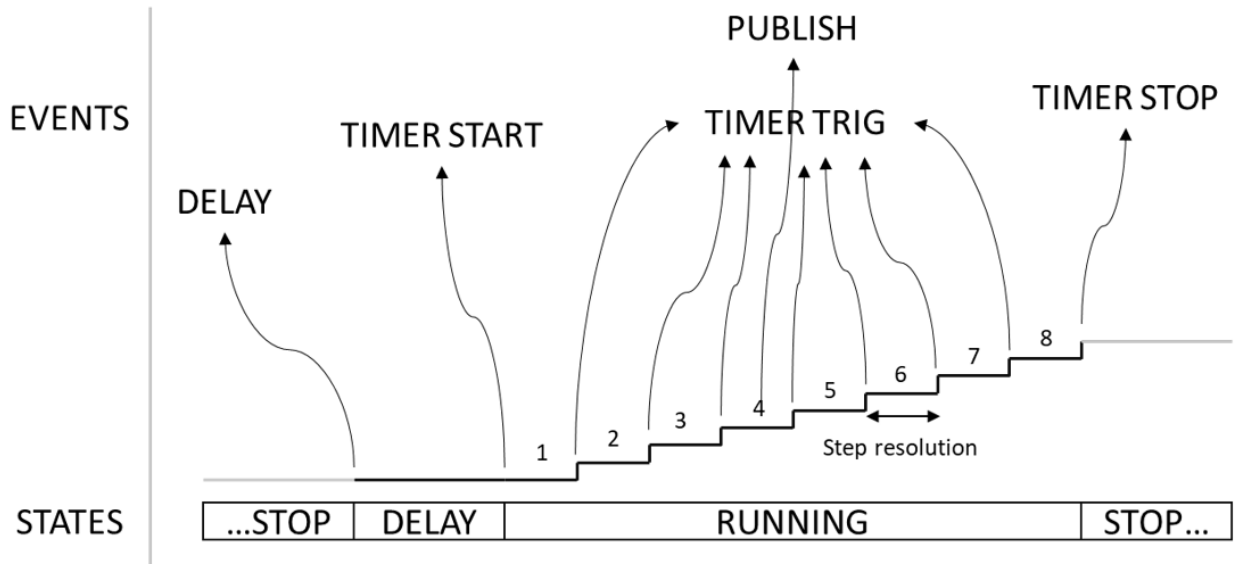 PUBLISH
EVENTS
TIMER START
TIMER TRIG
TIMER STOP
DELAY
1
2
3
4
5
6
7
8
Step resolution
STATES
...STOP
DELAY
RUNNING
STOP...